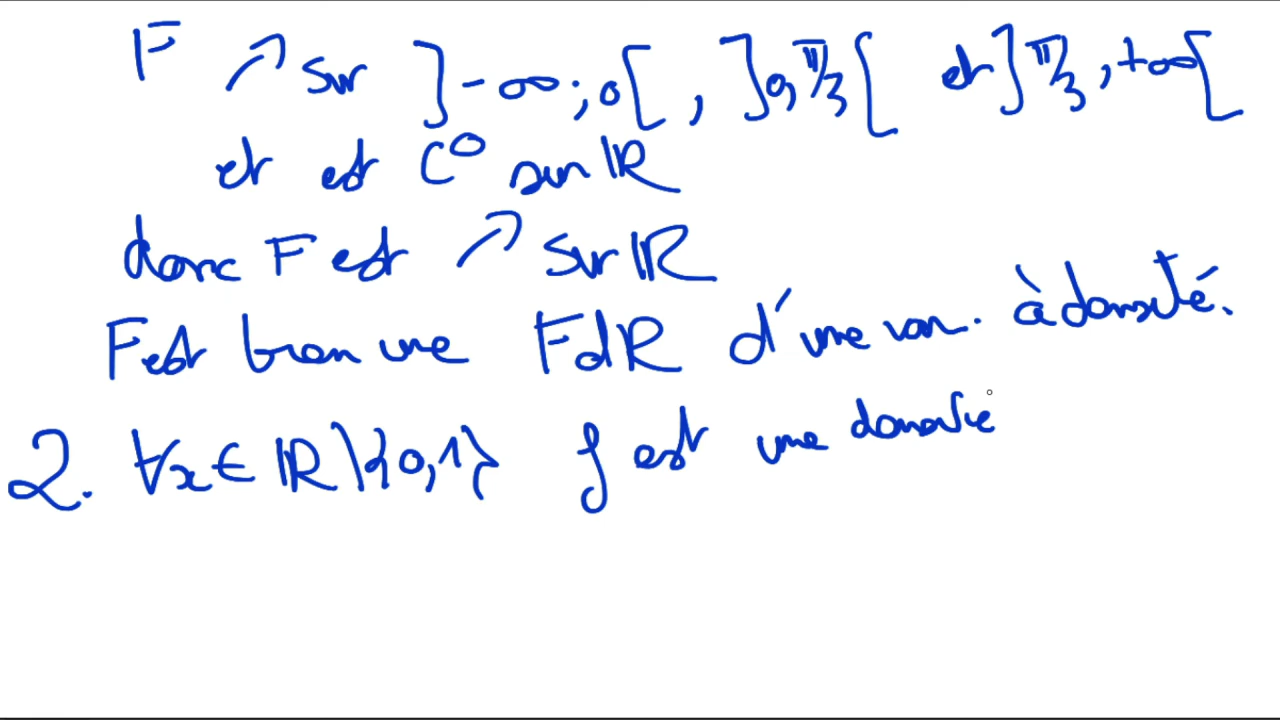 F ↗ sur ]-∞; 0[ , ]0, π/3[ et ]π/3, +∞[
et est C⁰ sur ℝ
donc F est ↗ sur ℝ
F est bien une FdR d'une var. à densité.
2. ∀x ∈ ℝ\{0,1} f est une densité